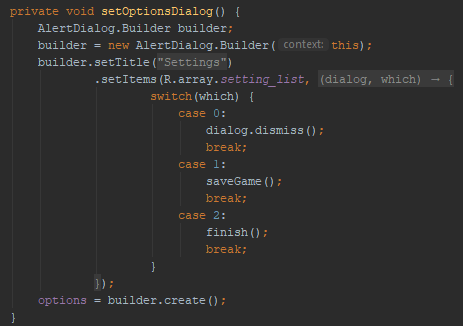 private void setOptionsDialog() {
    AlertDialog.Builder builder;
    builder = new AlertDialog.Builder( context: this);
    builder.setTitle("Settings")
            .setItems(R.array.setting_list, (dialog, which) → {
                    switch(which) {
                        case 0:
                            dialog.dismiss();
                            break;
                        case 1:
                            saveGame();
                            break;
                        case 2:
                            finish();
                            break;
                    }
            });
    options = builder.create();
}